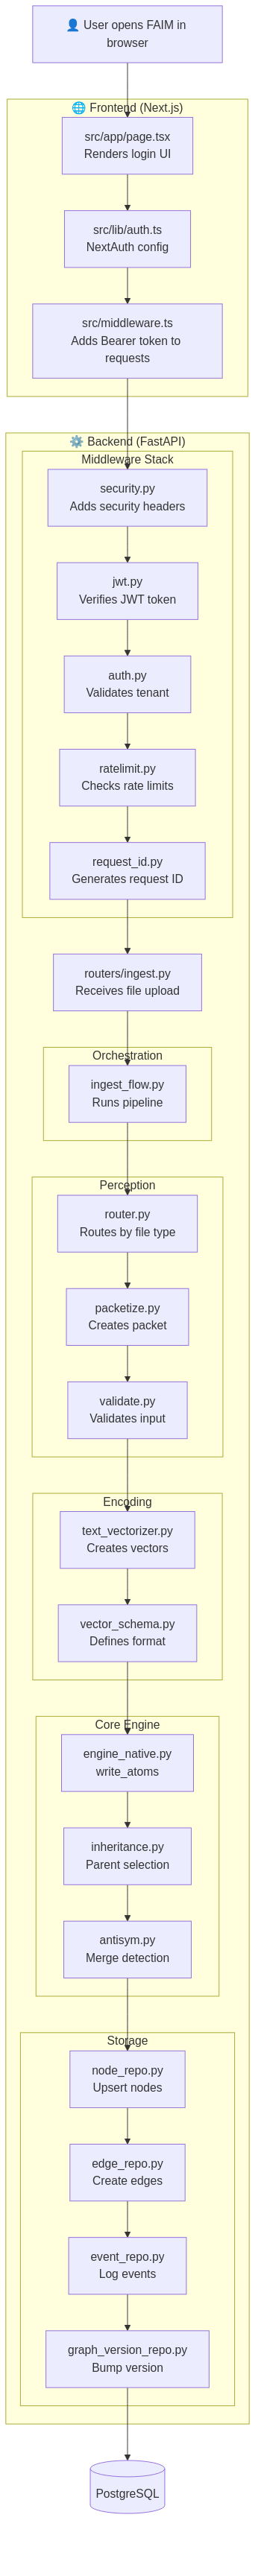 👤 User opens FAIM in
browser
🌐 Frontend (Next.js)
src/app/page.tsx
Renders login UI
src/lib/auth.ts
NextAuth config
src/middleware.ts
Adds Bearer token to
requests
⚙️ Backend (FastAPI)
Middleware Stack
security.py
Adds security headers
jwt.py
Verifies JWT token
auth.py
Validates tenant
ratelimit.py
Checks rate limits
request_id.py
Generates request ID
routers/ingest.py
Receives file upload
Orchestration
ingest_flow.py
Runs pipeline
Perception
router.py
Routes by file type
packetize.py
Creates packet
validate.py
Validates input
Encoding
text_vectorizer.py
Creates vectors
vector_schema.py
Defines format
Core Engine
engine_native.py
write_atoms
inheritance.py
Parent selection
antisym.py
Merge detection
Storage
node_repo.py
Upsert nodes
edge_repo.py
Create edges
event_repo.py
Log events
graph_version_repo.py
Bump version
PostgreSQL